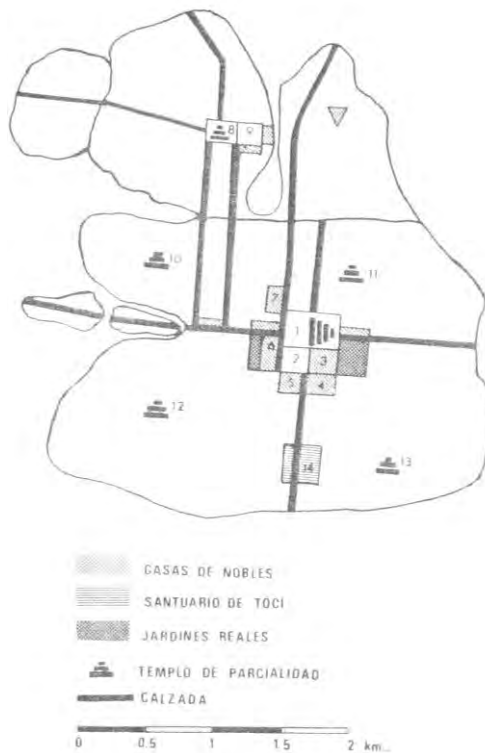 8 9
10
11
7
1
6 2 3
5 4
12
13
14
CASAS DE NOBLES
SANTUARIO DE TOCI
JARDINES REALES
TEMPLO DE PARCIALIDAD
CALZADA
0 0.5 1 1.5 2 km.